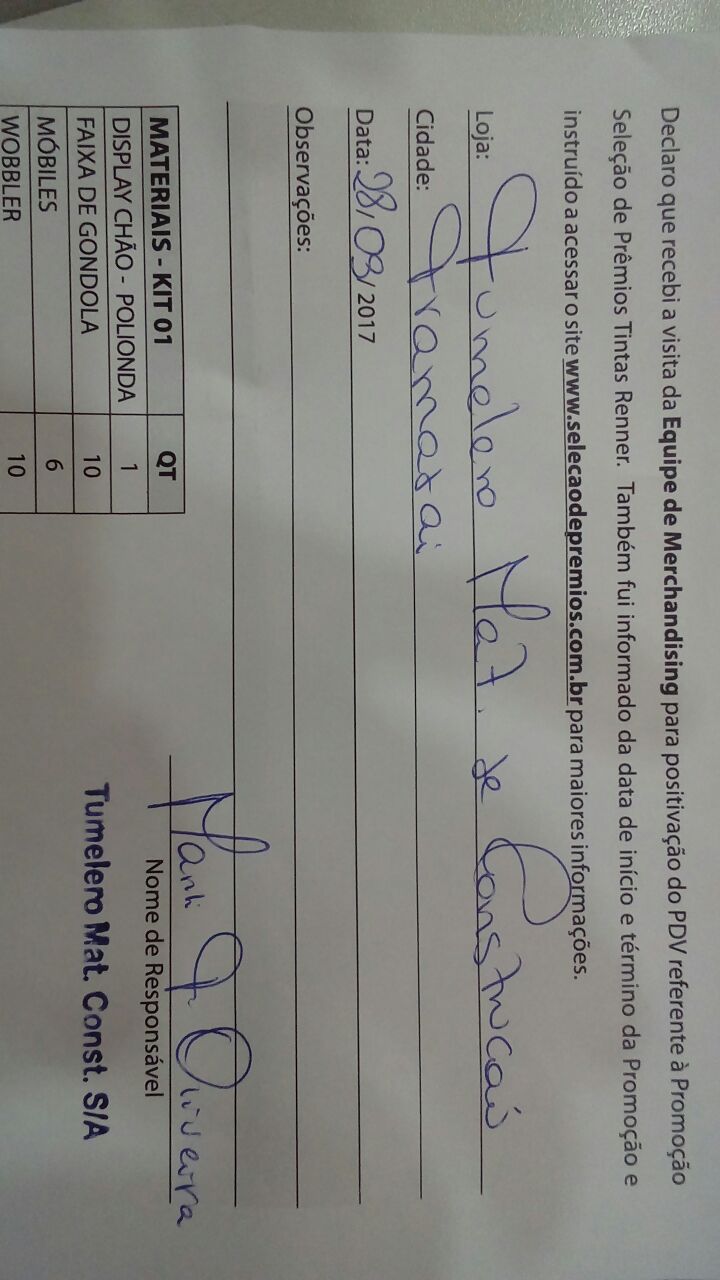 Declaro que recebi a visita da Equipe de Merchandising para positivação do PDV referente à Promoção
Seleção de Prêmios Tintas Renner. Também fui informado da data de início e término da Promoção e
instruído a acessar o site www.selecaodepremios.com.br para maiores informações.
Loja: Tumelero Mat. de Construcaú
Cidade: Tramatai
Data: 28/03/2017
Observações:
MATERIAIS - KIT 01 QT
DISPLAY CHÃO - POLIONDA 1
FAIXA DE GONDOLA 10
MÓBILES 6
WOBBLER 10
F Oliveira
Nome de Responsável
Tumelero Mat. Const. S/A